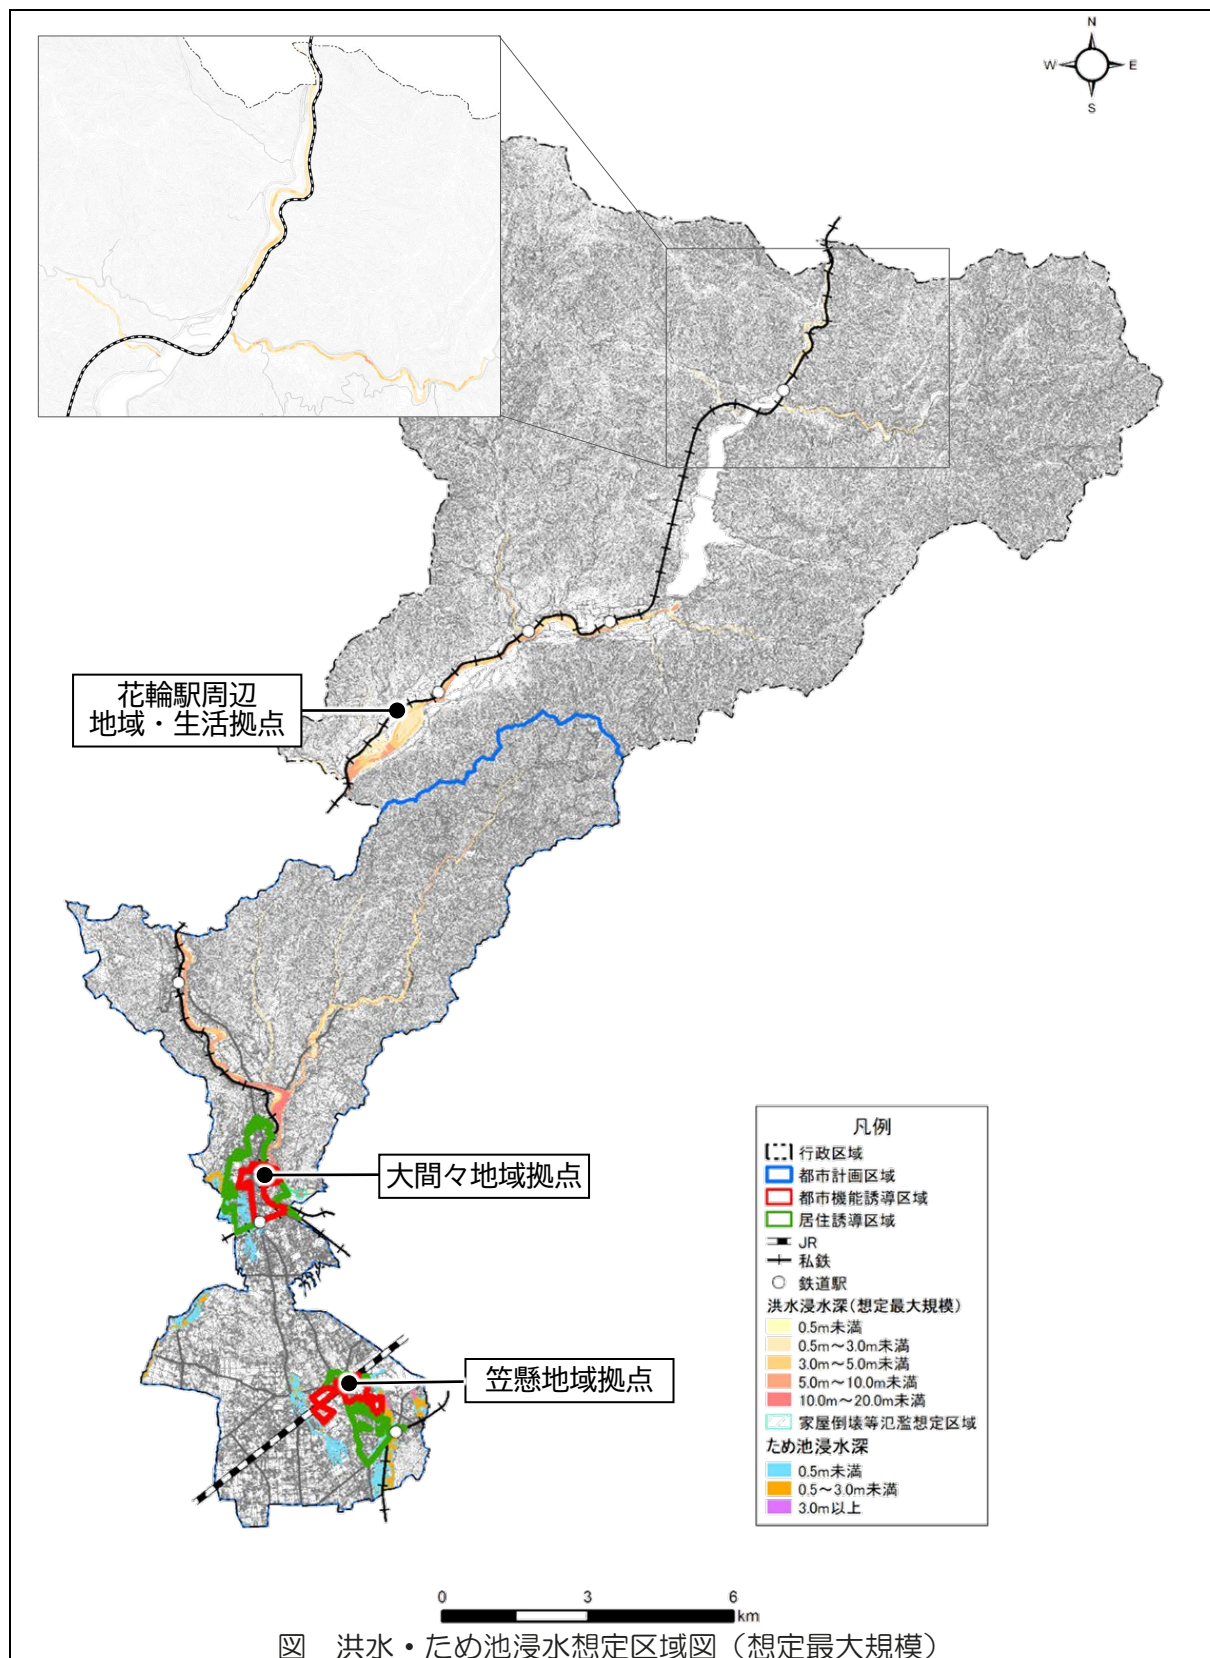 N
W
E
S
花輪駅周辺
地域・生活拠点
大間々地域拠点
笠懸地域拠点
凡例
行政区域
都市計画区域
都市機能誘導区域
居住誘導区域
JR
私鉄
鉄道駅
洪水浸水深(想定最大規模)
0.5m未満
0.5m～3.0m未満
3.0m～5.0m未満
5.0m～10.0m未満
10.0m～20.0m未満
家屋倒壊等氾濫想定区域
ため池浸水深
0.5m未満
0.5～3.0m未満
3.0m以上
0 3 6
km
図　洪水・ため池浸水想定区域図（想定最大規模）